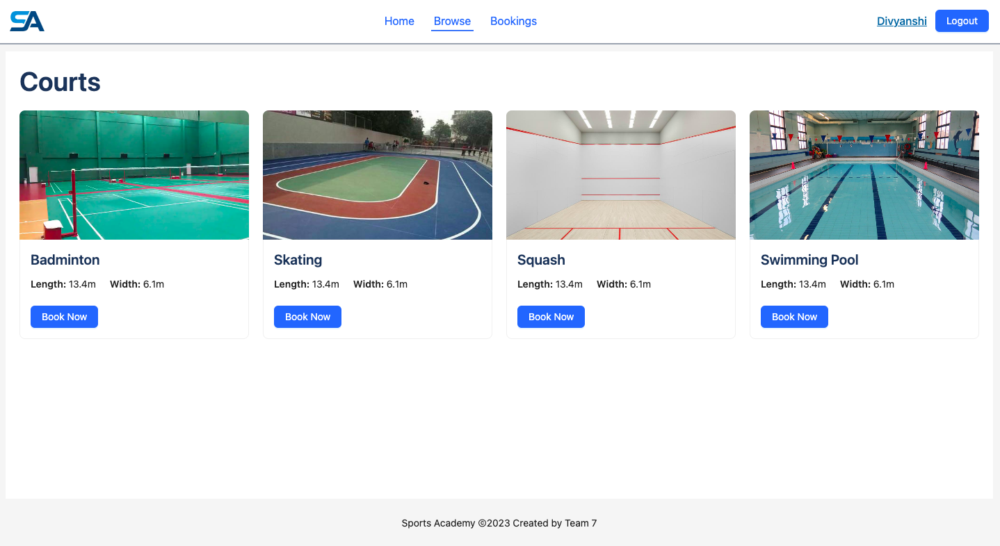 SA
Home Browse Bookings Divyanshi Logout
Courts
Badminton
Length: 13.4m Width: 6.1m
Book Now
Skating
Length: 13.4m Width: 6.1m
Book Now
Squash
Length: 13.4m Width: 6.1m
Book Now
Swimming Pool
Length: 13.4m Width: 6.1m
Book Now
Sports Academy ©2023 Created by Team 7